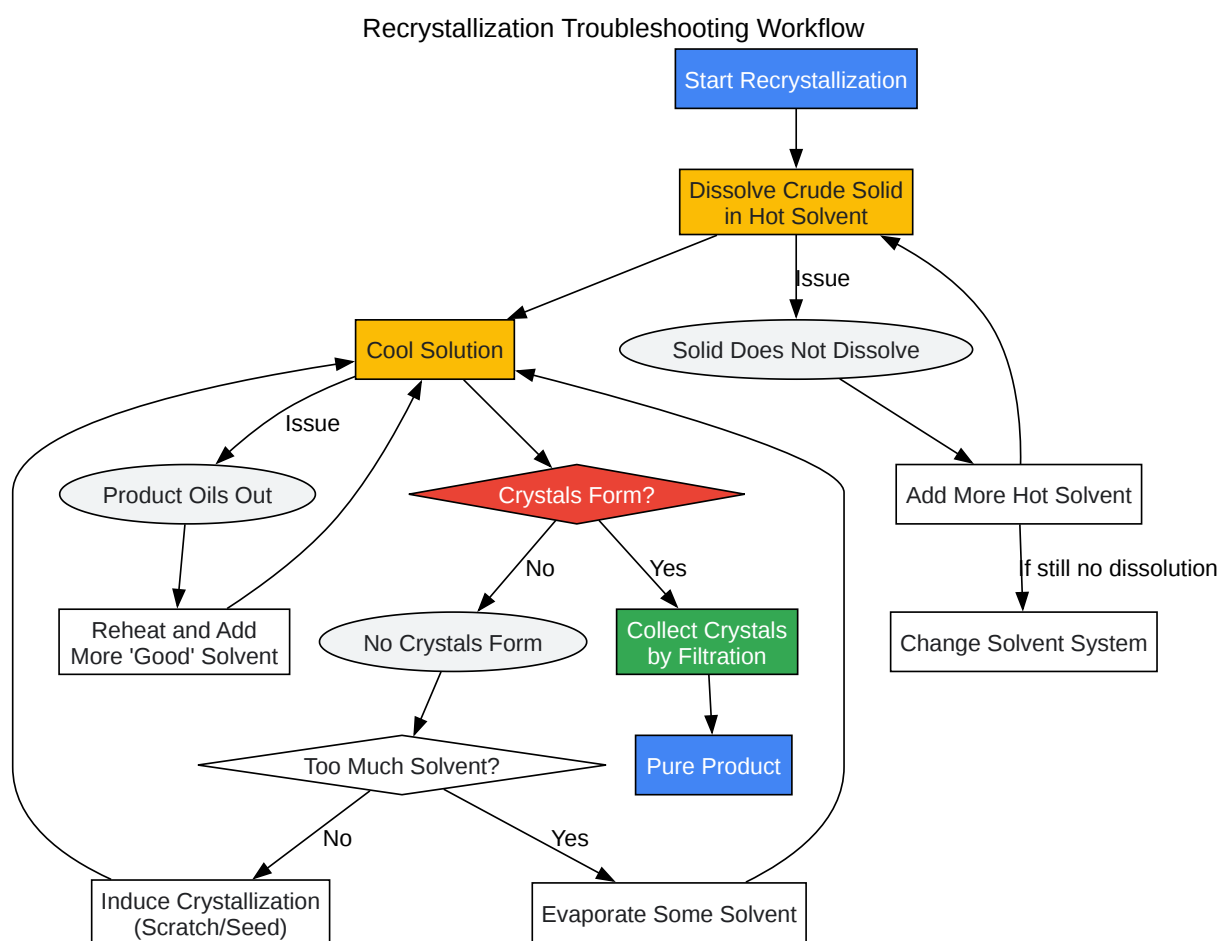 Recrystallization Troubleshooting Workflow
Start Recrystallization
Dissolve Crude Solid
in Hot Solvent
Issue
Cool Solution
Solid Does Not Dissolve
Issue
Product Oils Out
Crystals Form?
Add More Hot Solvent
No
Yes
If still no dissolution
Reheat and Add
More 'Good' Solvent
No Crystals Form
Collect Crystals
by Filtration
Change Solvent System
Too Much Solvent?
Pure Product
No
Yes
Induce Crystallization
(Scratch/Seed)
Evaporate Some Solvent